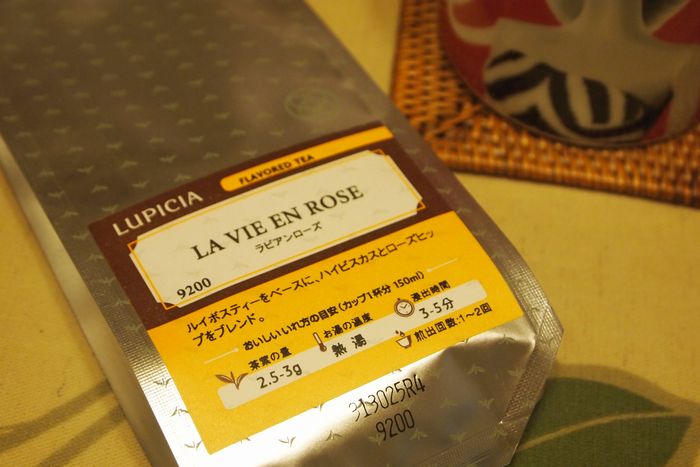 FLAVORED TEA
LUPICIA
LA VIE EN ROSE
ラビアンローズ
9200
ルイボスティーをベースに、ハイビスカスとローズヒッ
プをブレンド。
おいしいいれ方の目安(カップ1杯分 150ml)
茶葉の量
2.5-3g
お湯の温度
熱湯
浸出時間
3-5分
煎出回数:1〜2回
313025R4
9200